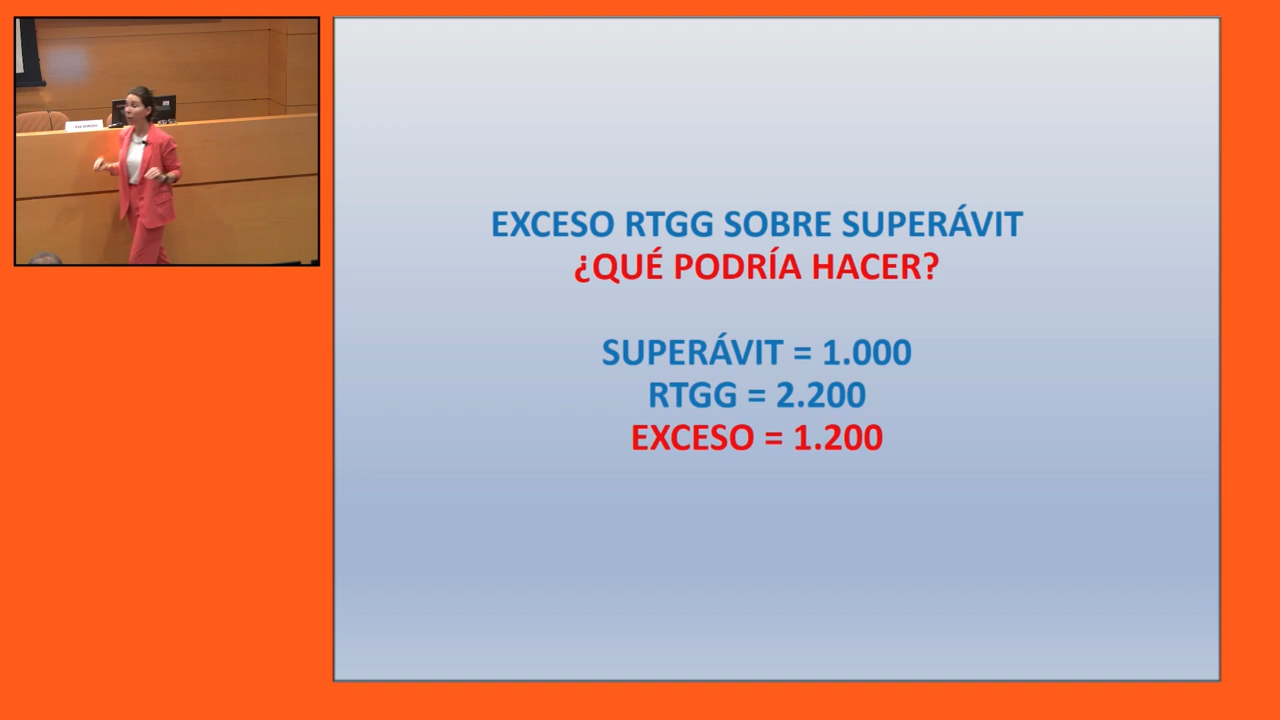 EXCESO RTGG SOBRE SUPERÁVIT
¿QUÉ PODRÍA HACER?
SUPERÁVIT = 1.000
RTGG = 2.200
EXCESO = 1.200